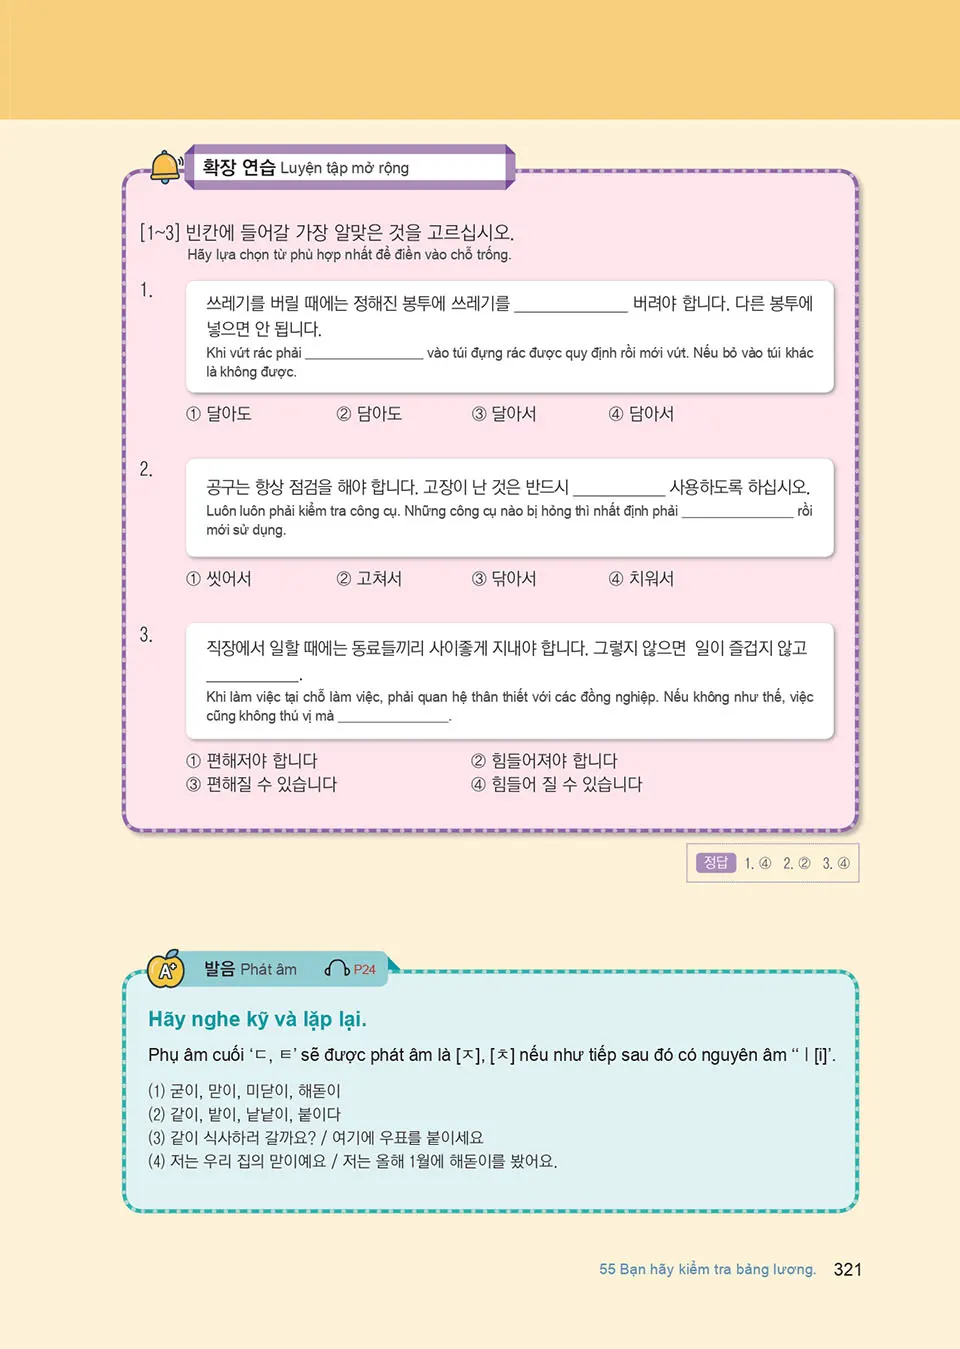 확장 연습 Luyện tập mở rộng
[1~3] 빈칸에 들어갈 가장 알맞은 것을 고르십시오.
Hãy lựa chọn từ phù hợp nhất để điền vào chỗ trống.
1.
쓰레기를 버릴 때에는 정해진 봉투에 쓰레기를 ____________ 버려야 합니다. 다른 봉투에
넣으면 안 됩니다.
Khi vứt rác phải ________________ vào túi đựng rác được quy định rồi mới vứt. Nếu bỏ vào túi khác
là không được.
① 달아도 ② 담아도 ③ 달아서 ④ 담아서
2.
공구는 항상 점검을 해야 합니다. 고장이 난 것은 반드시 __________ 사용하도록 하십시오.
Luôn luôn phải kiểm tra công cụ. Những công cụ nào bị hỏng thì nhất định phải _______________ rồi
mới sử dụng.
① 씻어서 ② 고쳐서 ③ 닦아서 ④ 치워서
3.
직장에서 일할 때에는 동료들끼리 사이좋게 지내야 합니다. 그렇지 않으면 일이 즐겁지 않고
__________.
Khi làm việc tại chỗ làm việc, phải quan hệ thân thiết với các đồng nghiệp. Nếu không như thế, việc
cũng không thú vị mà _______________.
① 편해저야 합니다 ② 힘들어져야 합니다
③ 편해질 수 있습니다 ④ 힘들어 질 수 있습니다
정답 1. ④ 2. ② 3. ④
A+ 발음 Phát âm P24
Hãy nghe kỹ và lặp lại.
Phụ âm cuối ‘ㄷ, ㅌ’ sẽ được phát âm là [ㅈ], [ㅊ] nếu như tiếp sau đó có nguyên âm “ㅣ[i]’.
(1) 굳이, 맏이, 미닫이, 해돋이
(2) 같이, 밭이, 낱낱이, 붙이다
(3) 같이 식사하러 갈까요? / 여기에 우표를 붙이세요
(4) 저는 우리 집의 맏이예요 / 저는 올해 1월에 해돋이를 봤어요.
55 Bạn hãy kiểm tra bảng lương. 321